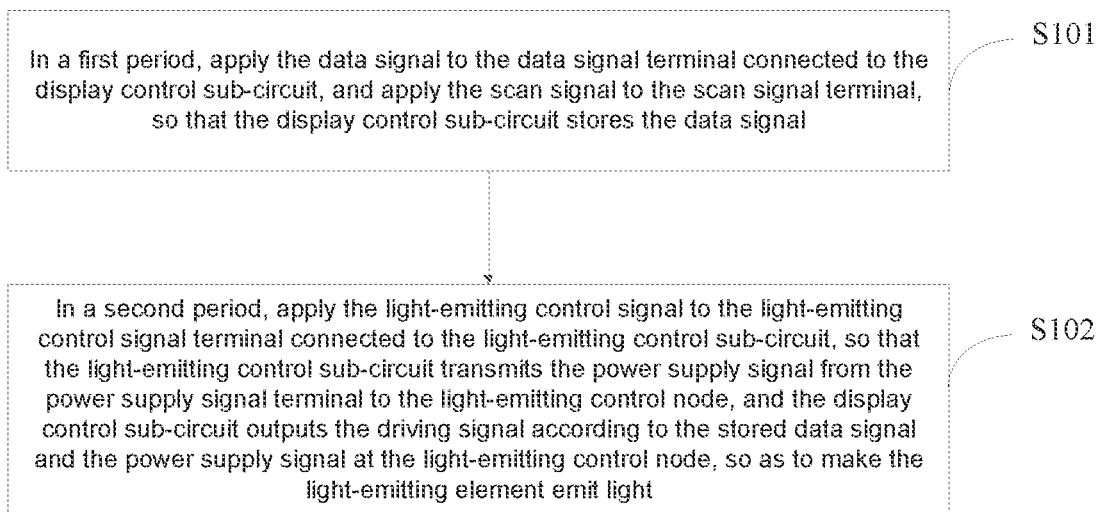 In a first period, apply the data signal to the data signal terminal connected to the
display control sub-circuit, and apply the scan signal to the scan signal terminal,
so that the display control sub-circuit stores the data signal
S101
In a second period, apply the light-emitting control signal to the light-emitting
control signal terminal connected to the light-emitting control sub-circuit, so that
the light-emitting control sub-circuit transmits the power supply signal from the
power supply signal terminal to the light-emitting control node, and the display
control sub-circuit outputs the driving signal according to the stored data signal
and the power supply signal at the light-emitting control node, so as to make the
light-emitting element emit light
S102